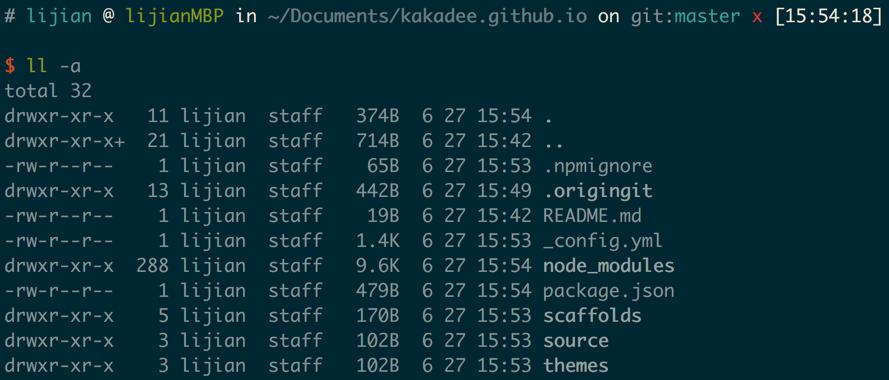 # lijian @ lijianMBP in ~/Documents/kakadee.github.io on git:master x [15:54:18]
$ ll -a
total 32
drwxr-xr-x   11 lijian  staff   374B  6 27 15:54 .
drwxr-xr-x+  21 lijian  staff   714B  6 27 15:42 ..
-rw-r--r--    1 lijian  staff    65B  6 27 15:53 .npmignore
drwxr-xr-x   13 lijian  staff   442B  6 27 15:49 .origingit
-rw-r--r--    1 lijian  staff    19B  6 27 15:42 README.md
-rw-r--r--    1 lijian  staff   1.4K  6 27 15:53 _config.yml
drwxr-xr-x  288 lijian  staff   9.6K  6 27 15:54 node_modules
-rw-r--r--    1 lijian  staff   479B  6 27 15:54 package.json
drwxr-xr-x    5 lijian  staff   170B  6 27 15:53 scaffolds
drwxr-xr-x    3 lijian  staff   102B  6 27 15:53 source
drwxr-xr-x    3 lijian  staff   102B  6 27 15:53 themes